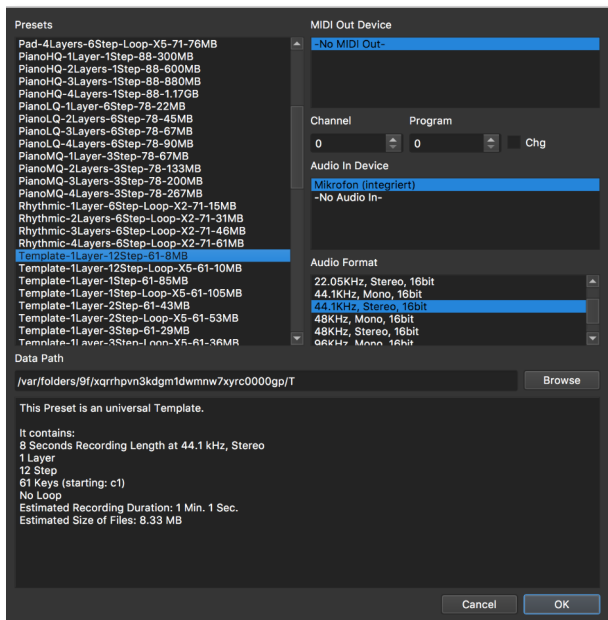 Presets
Pad-4Layers-6Step-Loop-X5-71-76MB
PianoHQ-1Layer-1Step-88-300MB
PianoHQ-2Layers-1Step-88-600MB
PianoHQ-3Layers-1Step-88-880MB
PianoHQ-4Layers-1Step-88-1.17GB
PianoLQ-1Layer-6Step-78-22MB
PianoLQ-2Layers-6Step-78-45MB
PianoLQ-3Layers-6Step-78-67MB
PianoLQ-4Layers-6Step-78-90MB
PianoMQ-1Layer-3Step-78-67MB
PianoMQ-2Layers-3Step-78-133MB
PianoMQ-3Layers-3Step-78-200MB
PianoMQ-4Layers-3Step-78-267MB
Rhythmic-1Layer-6Step-Loop-X2-71-15MB
Rhythmic-2Layers-6Step-Loop-X2-71-31MB
Rhythmic-3Layers-6Step-Loop-X2-71-46MB
Rhythmic-4Layers-6Step-Loop-X2-71-61MB
Template-1Layer-12Step-61-8MB
Template-1Layer-12Step-Loop-X5-61-10MB
Template-1Layer-1Step-61-85MB
Template-1Layer-1Step-Loop-X5-61-105MB
Template-1Layer-2Step-61-43MB
Template-1Layer-2Step-Loop-X5-61-53MB
Template-1Layer-3Step-61-29MB
Template-1Layer-3Step-Loop-X5-61-36MB
MIDI Out Device
-No MIDI Out-
Channel Program
0 0 Chg
Audio In Device
Mikrofon (integriert)
-No Audio In-
Audio Format
22.05KHz, Stereo, 16bit
44.1KHz, Mono, 16bit
44.1KHz, Stereo, 16bit
48KHz, Mono, 16bit
48KHz, Stereo, 16bit
96KHz, Mono, 16bit
Data Path
/var/folders/9f/xqrrhpvn3kdgm1dwmnw7xyrc0000gp/T Browse
This Preset is an universal Template.
It contains:
8 Seconds Recording Length at 44.1 kHz, Stereo
1 Layer
12 Step
61 Keys (starting: c1)
No Loop
Estimated Recording Duration: 1 Min. 1 Sec.
Estimated Size of Files: 8.33 MB
Cancel OK